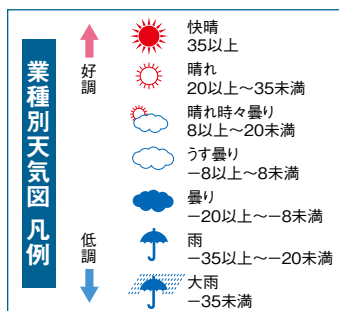 業種別天気図 凡例
好調
低調
快晴
35以上
晴れ
20以上〜35未満
晴れ時々曇り
8以上〜20未満
うす曇り
−8以上〜8未満
曇り
−20以上〜−8未満
雨
−35以上〜−20未満
大雨
−35未満